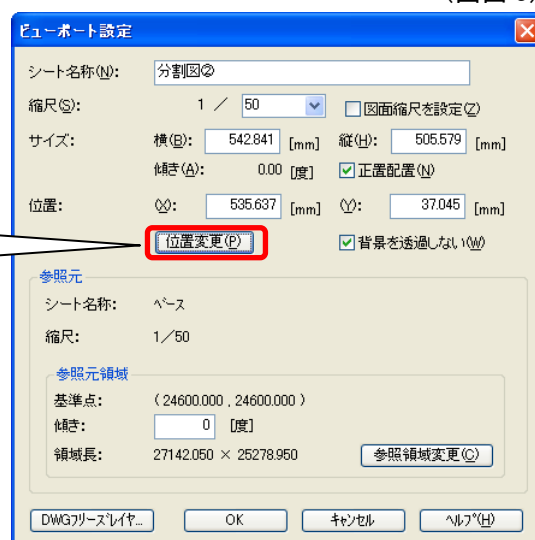 ビューポート設定
シート名称(N): 分割図②
縮尺(S): 1 / 50 図面縮尺を設定(Z)
サイズ: 横(B): 542.841 [mm] 縦(H): 505.579 [mm]
傾き(A): 0.00 [度] 正置配置(N)
位置: (X): 535.637 [mm] (Y): 37.045 [mm]
位置変更(P) 背景を透過しない(W)
参照元
シート名称: ベース
縮尺: 1/50
参照元領域
基準点: ( 24600.000 , 24600.000 )
傾き: 0 [度]
領域長: 27142.050 × 25278.950 参照領域変更(C)
DWGフリーズレイヤ... OK キャンセル ヘルプ(H)